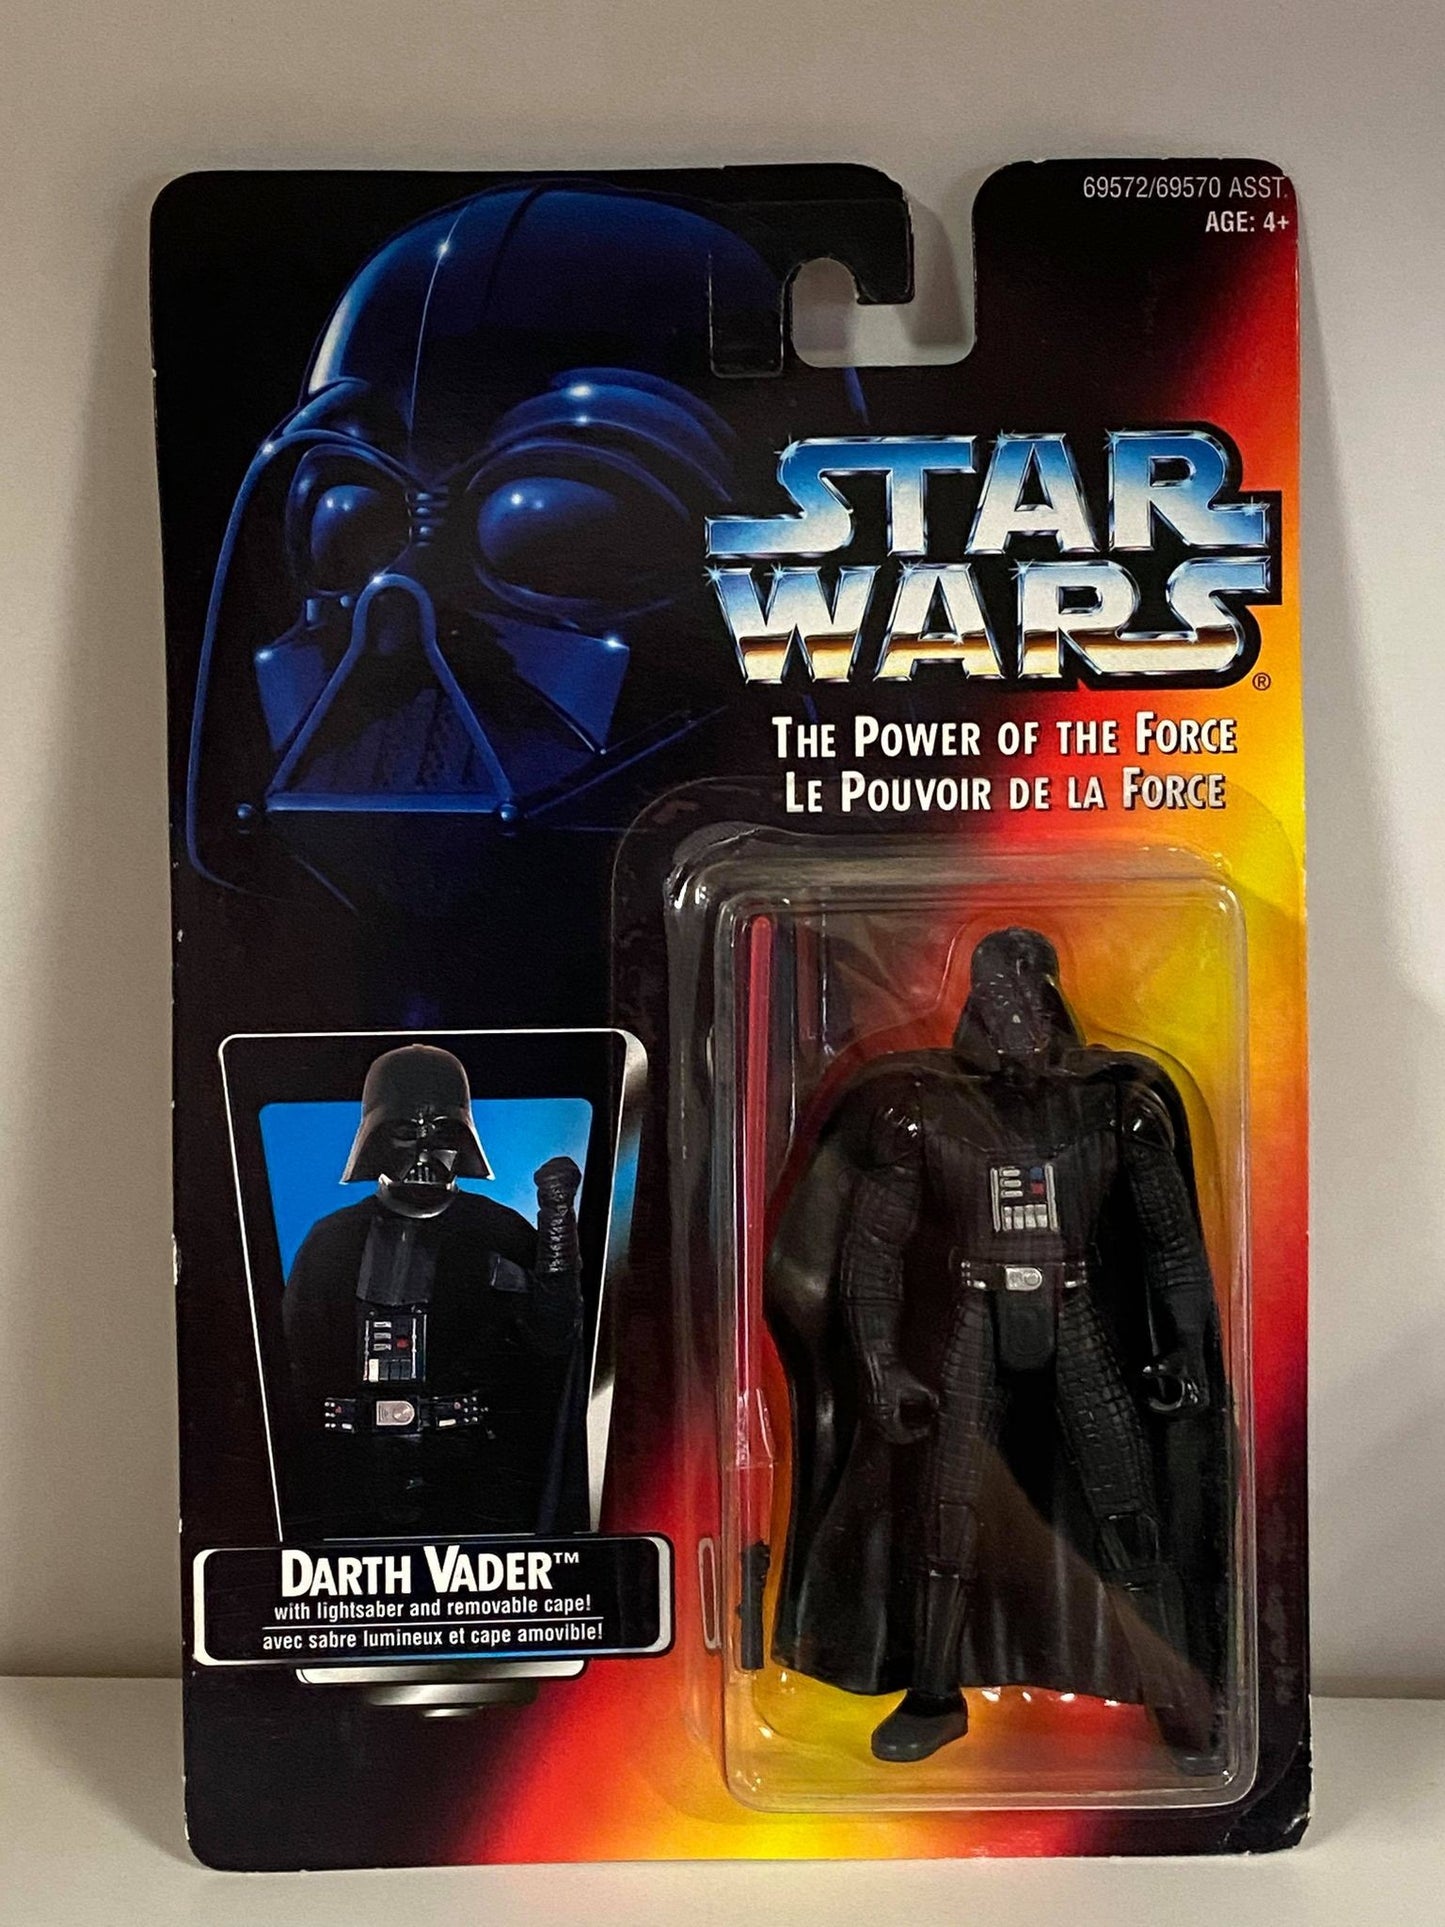 69572/69570 ASST.
AGE: 4+
STAR
WARS®
THE POWER OF THE FORCE
LE POUVOIR DE LA FORCE
DARTH VADER™
with lightsaber and removable cape!
avec sabre lumineux et cape amovible!